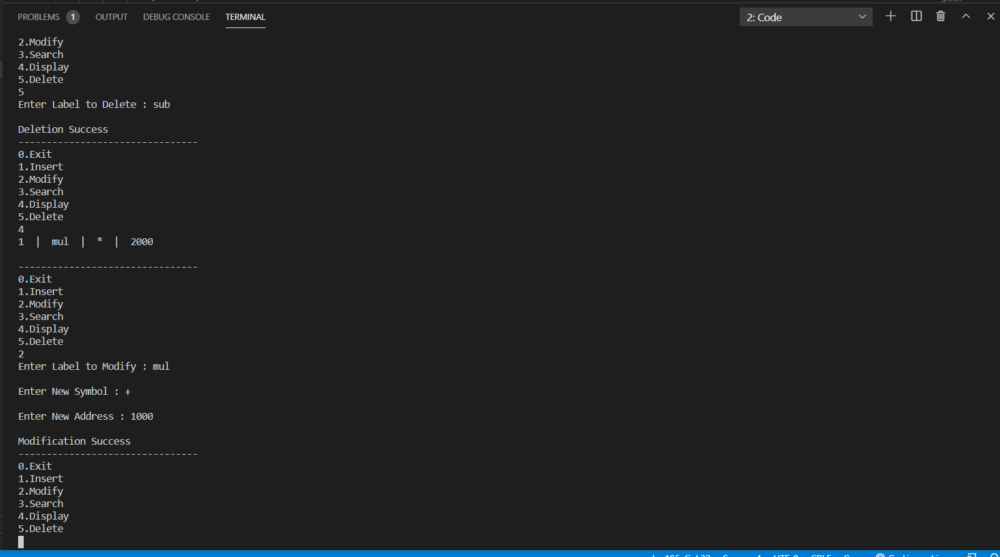 PROBLEMS 1 OUTPUT DEBUG CONSOLE TERMINAL 2: Code
2.Modify
3.Search
4.Display
5.Delete
5
Enter Label to Delete : sub
Deletion Success
--------------------------------
0.Exit
1.Insert
2.Modify
3.Search
4.Display
5.Delete
4
1 | mul | * | 2000
--------------------------------
0.Exit
1.Insert
2.Modify
3.Search
4.Display
5.Delete
2
Enter Label to Modify : mul
Enter New Symbol : +
Enter New Address : 1000
Modification Success
--------------------------------
0.Exit
1.Insert
2.Modify
3.Search
4.Display
5.Delete